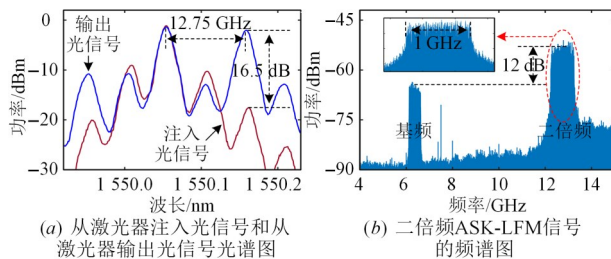 输出
光信号
12.75 GHz
16.5 dB
注入
光信号
功率/dBm
0
−10
−20
−30
1 550.0
1 550.1
1 550.2
波长/nm
(a) 从激光器注入光信号和从
激光器输出光信号光谱图
1 GHz
12 dB
基频
二倍频
功率/dBm
−45
−60
−75
−90
4
6
8
10
12
14
频率/GHz
(b) 二倍频ASK-LFM信号
的频谱图